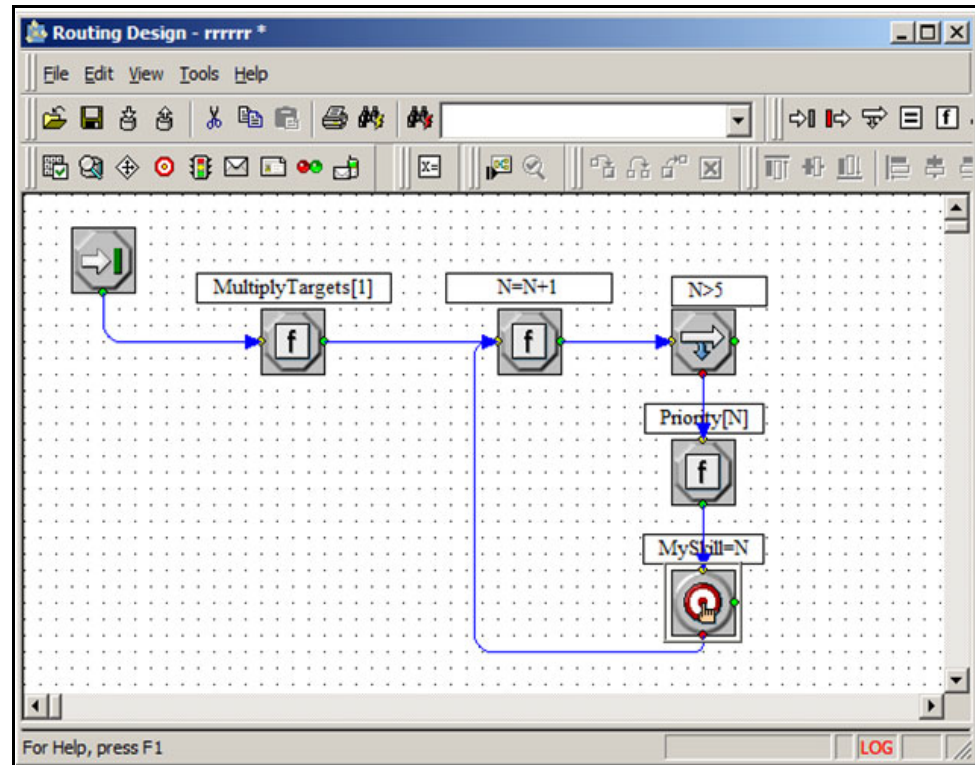 Routing Design - rrrrrr *
File Edit View Tools Help
f
x=
MultiplyTargets[1]
N=N+1
N>5
f
f
Priority[N]
f
MySkill=N
For Help, press F1
LOG